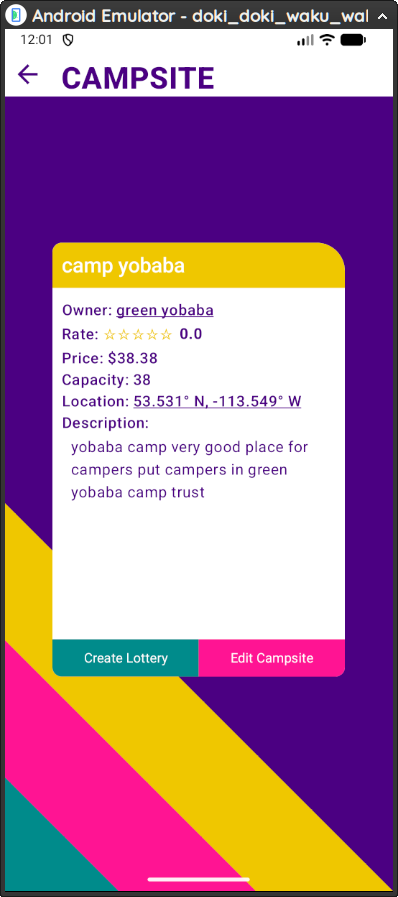 Android Emulator - doki_doki_waku_wal
12:01
CAMPSITE
camp yobaba
Owner: green yobaba
Rate: ☆☆☆☆☆ 0.0
Price: $38.38
Capacity: 38
Location: 53.531° N, -113.549° W
Description:
yobaba camp very good place for
campers put campers in green
yobaba camp trust
Create Lottery
Edit Campsite